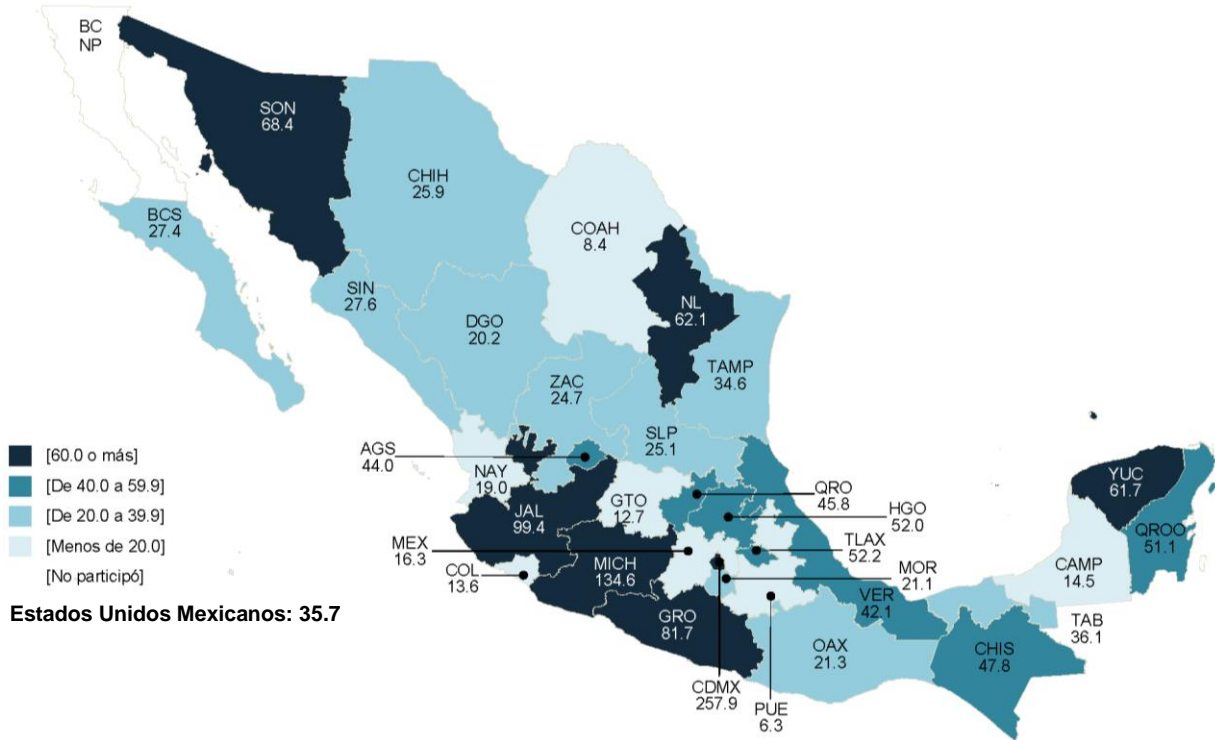 BC
NP
SON
68.4
CHIH
25.9
COAH
8.4
BCS
27.4
SIN
27.6
NL
62.1
DGO
20.2
TAMP
34.6
ZAC
24.7
SLP
25.1
AGS
44.0
NAY
19.0
[60.0 o más]
[De 40.0 a 59.9]
[De 20.0 a 39.9]
[Menos de 20.0]
[No participó]
Estados Unidos Mexicanos: 35.7
JAL
99.4
GTO
12.7
QRO
45.8
HGO
52.0
YUC
61.7
QROO
51.1
MEX
16.3
COL
13.6
MICH
134.6
TLAX
52.2
MOR
21.1
CAMP
14.5
VER
42.1
GRO
81.7
TAB
36.1
OAX
21.3
CHIS
47.8
CDMX
257.9
PUE
6.3